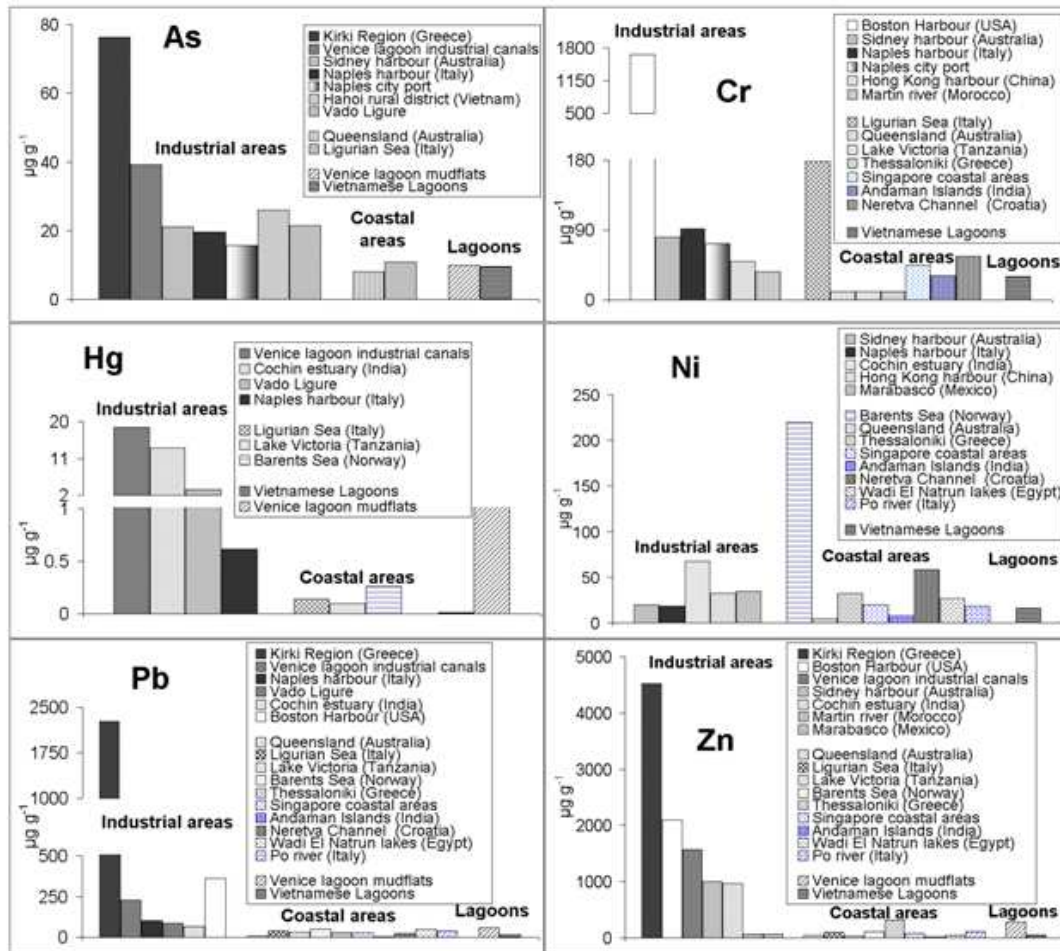 As
µg g-1
80
60
40
20
0
Industrial areas
Coastal
areas
Lagoons
Kirki Region (Greece)
Venice lagoon industrial canals
Sidney harbour (Australia)
Naples harbour (Italy)
Naples city port
Hanoi rural district (Vietnam)
Vado Ligure
Queensland (Australia)
Ligurian Sea (Italy)
Venice lagoon mudflats
Vietnamese Lagoons
Industrial areas
Cr
µg g-1
1800
1150
500
180
90
0
Coastal areas
Lagoons
Boston Harbour (USA)
Sidney harbour (Australia)
Naples harbour (Italy)
Naples city port
Hong Kong harbour (China)
Martin river (Morocco)
Ligurian Sea (Italy)
Queensland (Australia)
Lake Victoria (Tanzania)
Thessaloniki (Greece)
Singapore coastal areas
Andaman Islands (India)
Neretva Channel (Croatia)
Vietnamese Lagoons
Hg
Industrial areas
µg g-1
20
11
2
1
0.5
0
Coastal areas
Venice lagoon industrial canals
Cochin estuary (India)
Vado Ligure
Naples harbour (Italy)
Ligurian Sea (Italy)
Lake Victoria (Tanzania)
Barents Sea (Norway)
Vietnamese Lagoons
Venice lagoon mudflats
Ni
µg g-1
250
200
150
100
50
0
Industrial areas
Coastal areas
Lagoons
Sidney harbour (Australia)
Naples harbour (Italy)
Cochin estuary (India)
Hong Kong harbour (China)
Marabasco (Mexico)
Barents Sea (Norway)
Queensland (Australia)
Thessaloniki (Greece)
Singapore coastal areas
Andaman Islands (India)
Neretva Channel (Croatia)
Wadi El Natrun lakes (Egypt)
Po river (Italy)
Vietnamese Lagoons
Pb
µg g-1
2500
1750
1000
500
250
0
Industrial areas
Coastal areas
Lagoons
Kirki Region (Greece)
Venice lagoon industrial canals
Naples harbour (Italy)
Vado Ligure
Cochin estuary (India)
Boston Harbour (USA)
Queensland (Australia)
Ligurian Sea (Italy)
Lake Victoria (Tanzania)
Barents Sea (Norway)
Thessaloniki (Greece)
Singapore coastal areas
Andaman Islands (India)
Neretva Channel (Croatia)
Wadi El Natrun lakes (Egypt)
Po river (Italy)
Venice lagoon mudflats
Vietnamese Lagoons
Industrial areas
Zn
µg g-1
5000
4000
3000
2000
1000
0
Coastal areas
Lagoons
Kirki Region (Greece)
Boston Harbour (USA)
Venice lagoon industrial canals
Sidney harbour (Australia)
Cochin estuary (India)
Martin river (Morocco)
Marabasco (Mexico)
Queensland (Australia)
Ligurian Sea (Italy)
Lake Victoria (Tanzania)
Barents Sea (Norway)
Thessaloniki (Greece)
Singapore coastal areas
Andaman Islands (India)
Wadi El Natrun lakes (Egypt)
Po river (Italy)
Venice lagoon mudflats
Vietnamese Lagoons